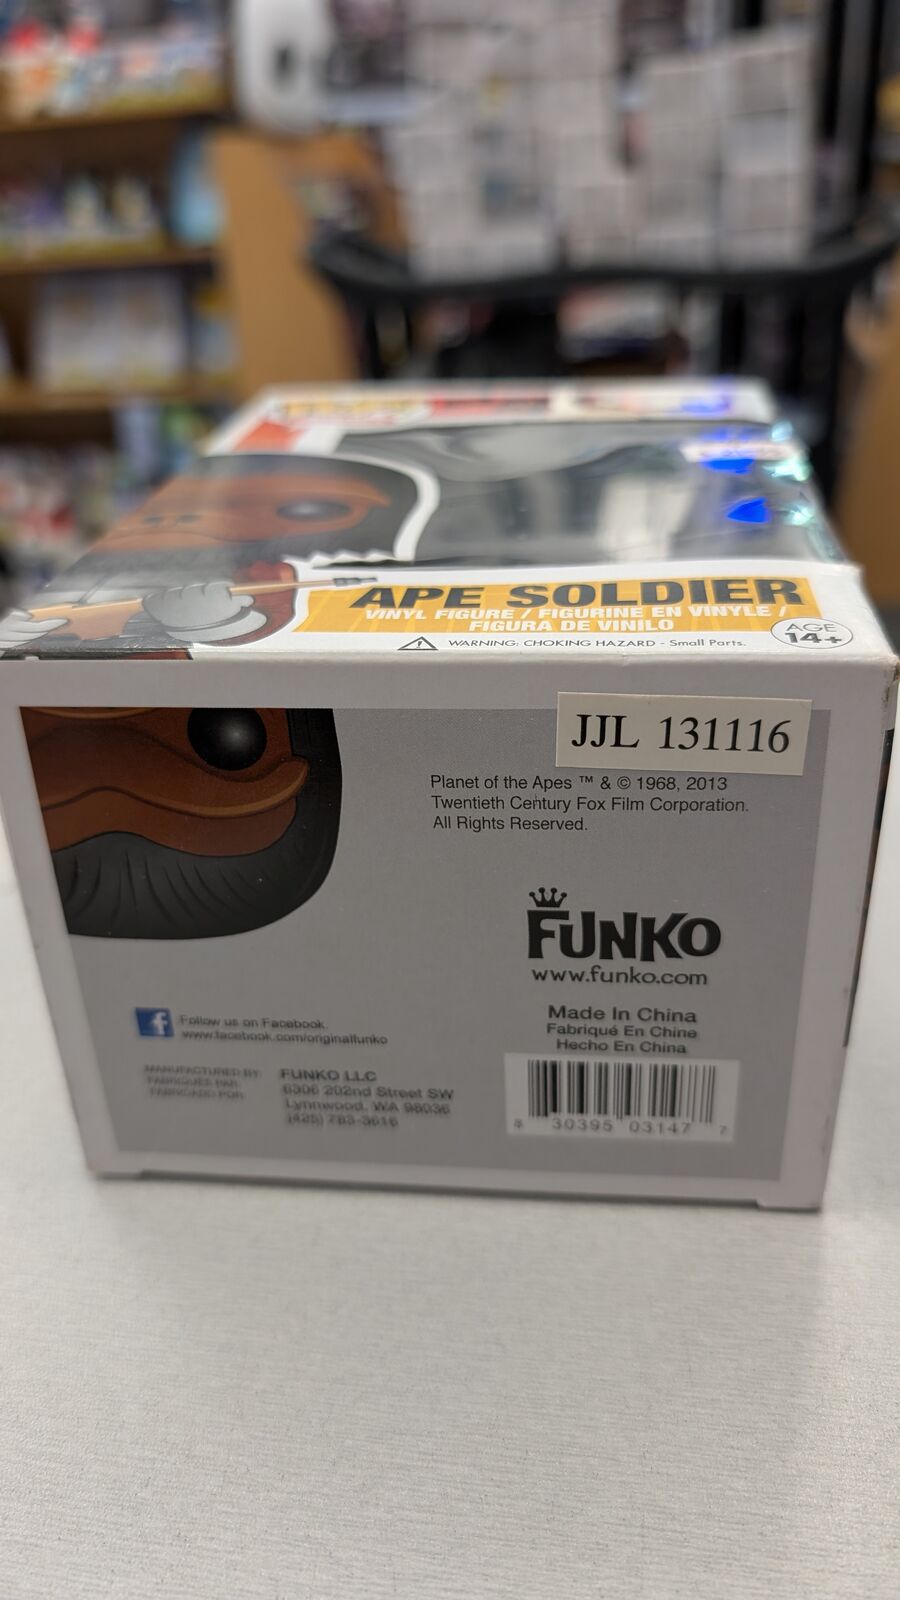 APE SOLDIER
VINYL FIGURE / FIGURINE EN VINYLE /
FIGURA DE VINILO
AGE
14+
WARNING: CHOKING HAZARD - Small Parts.
JJL 131116
Planet of the Apes ™ & © 1968, 2013
Twentieth Century Fox Film Corporation.
All Rights Reserved.
FUNKO
www.funko.com
Made In China
Fabriqué En Chine
Hecho En China
f Follow us on Facebook
www.facebook.com/originalfunko
MANUFACTURED BY:
FABRIQUÉE PAR:
FABRICADO POR:
FUNKO LLC
6306 202nd Street SW
Lynnwood, WA 98036
(425) 783-3616
8 30395 03147 7